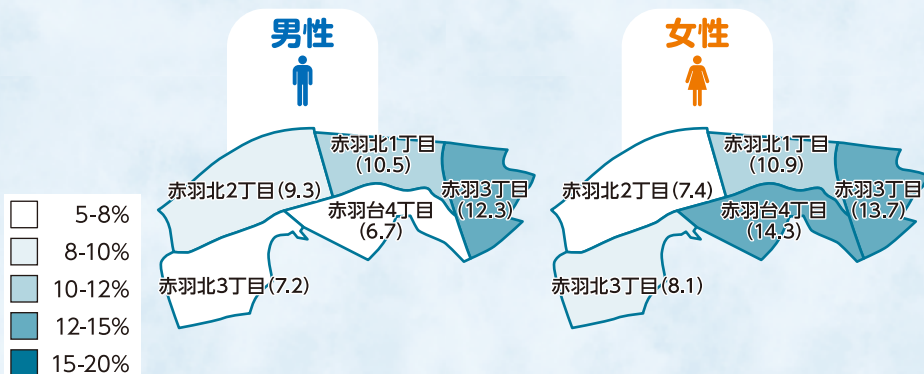 男性
女性
赤羽北1丁目
(10.5)
赤羽北2丁目(9.3)
赤羽3丁目
(12.3)
赤羽台4丁目
(6.7)
赤羽北3丁目(7.2)
赤羽北1丁目
(10.9)
赤羽北2丁目(7.4)
赤羽3丁目
(13.7)
赤羽台4丁目
(14.3)
赤羽北3丁目(8.1)
5-8%
8-10%
10-12%
12-15%
15-20%